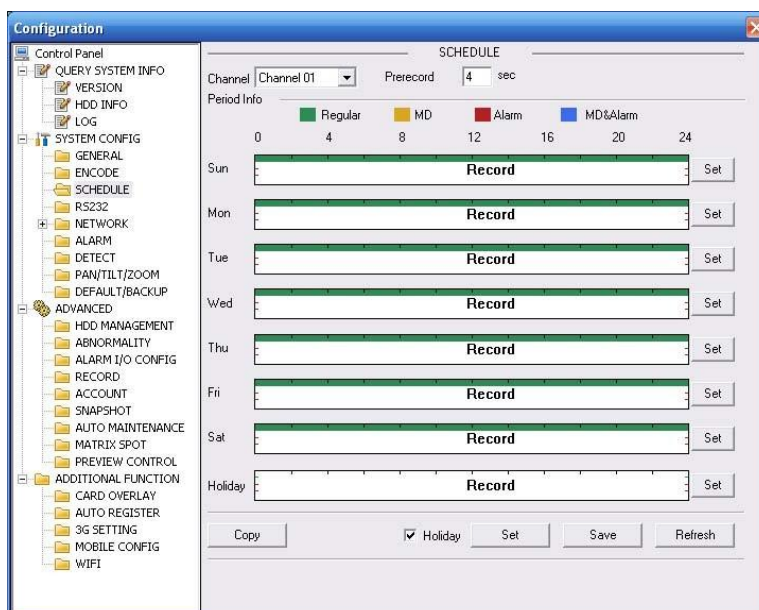 Configuration
Control Panel
QUERY SYSTEM INFO
VERSION
HDD INFO
LOG
SYSTEM CONFIG
GENERAL
ENCODE
SCHEDULE
RS232
NETWORK
ALARM
DETECT
PAN/TILT/ZOOM
DEFAULT/BACKUP
ADVANCED
HDD MANAGEMENT
ABNORMALITY
ALARM I/O CONFIG
RECORD
ACCOUNT
SNAPSHOT
AUTO MAINTENANCE
MATRIX SPOT
PREVIEW CONTROL
ADDITIONAL FUNCTION
CARD OVERLAY
AUTO REGISTER
3G SETTING
MOBILE CONFIG
WIFI
SCHEDULE
Channel Channel 01 Prerecord 4 sec
Period Info
Regular MD Alarm MD&Alarm
0 4 8 12 16 20 24
Sun Record Set
Mon Record Set
Tue Record Set
Wed Record Set
Thu Record Set
Fri Record Set
Sat Record Set
Holiday Record Set
Copy Holiday Set Save Refresh